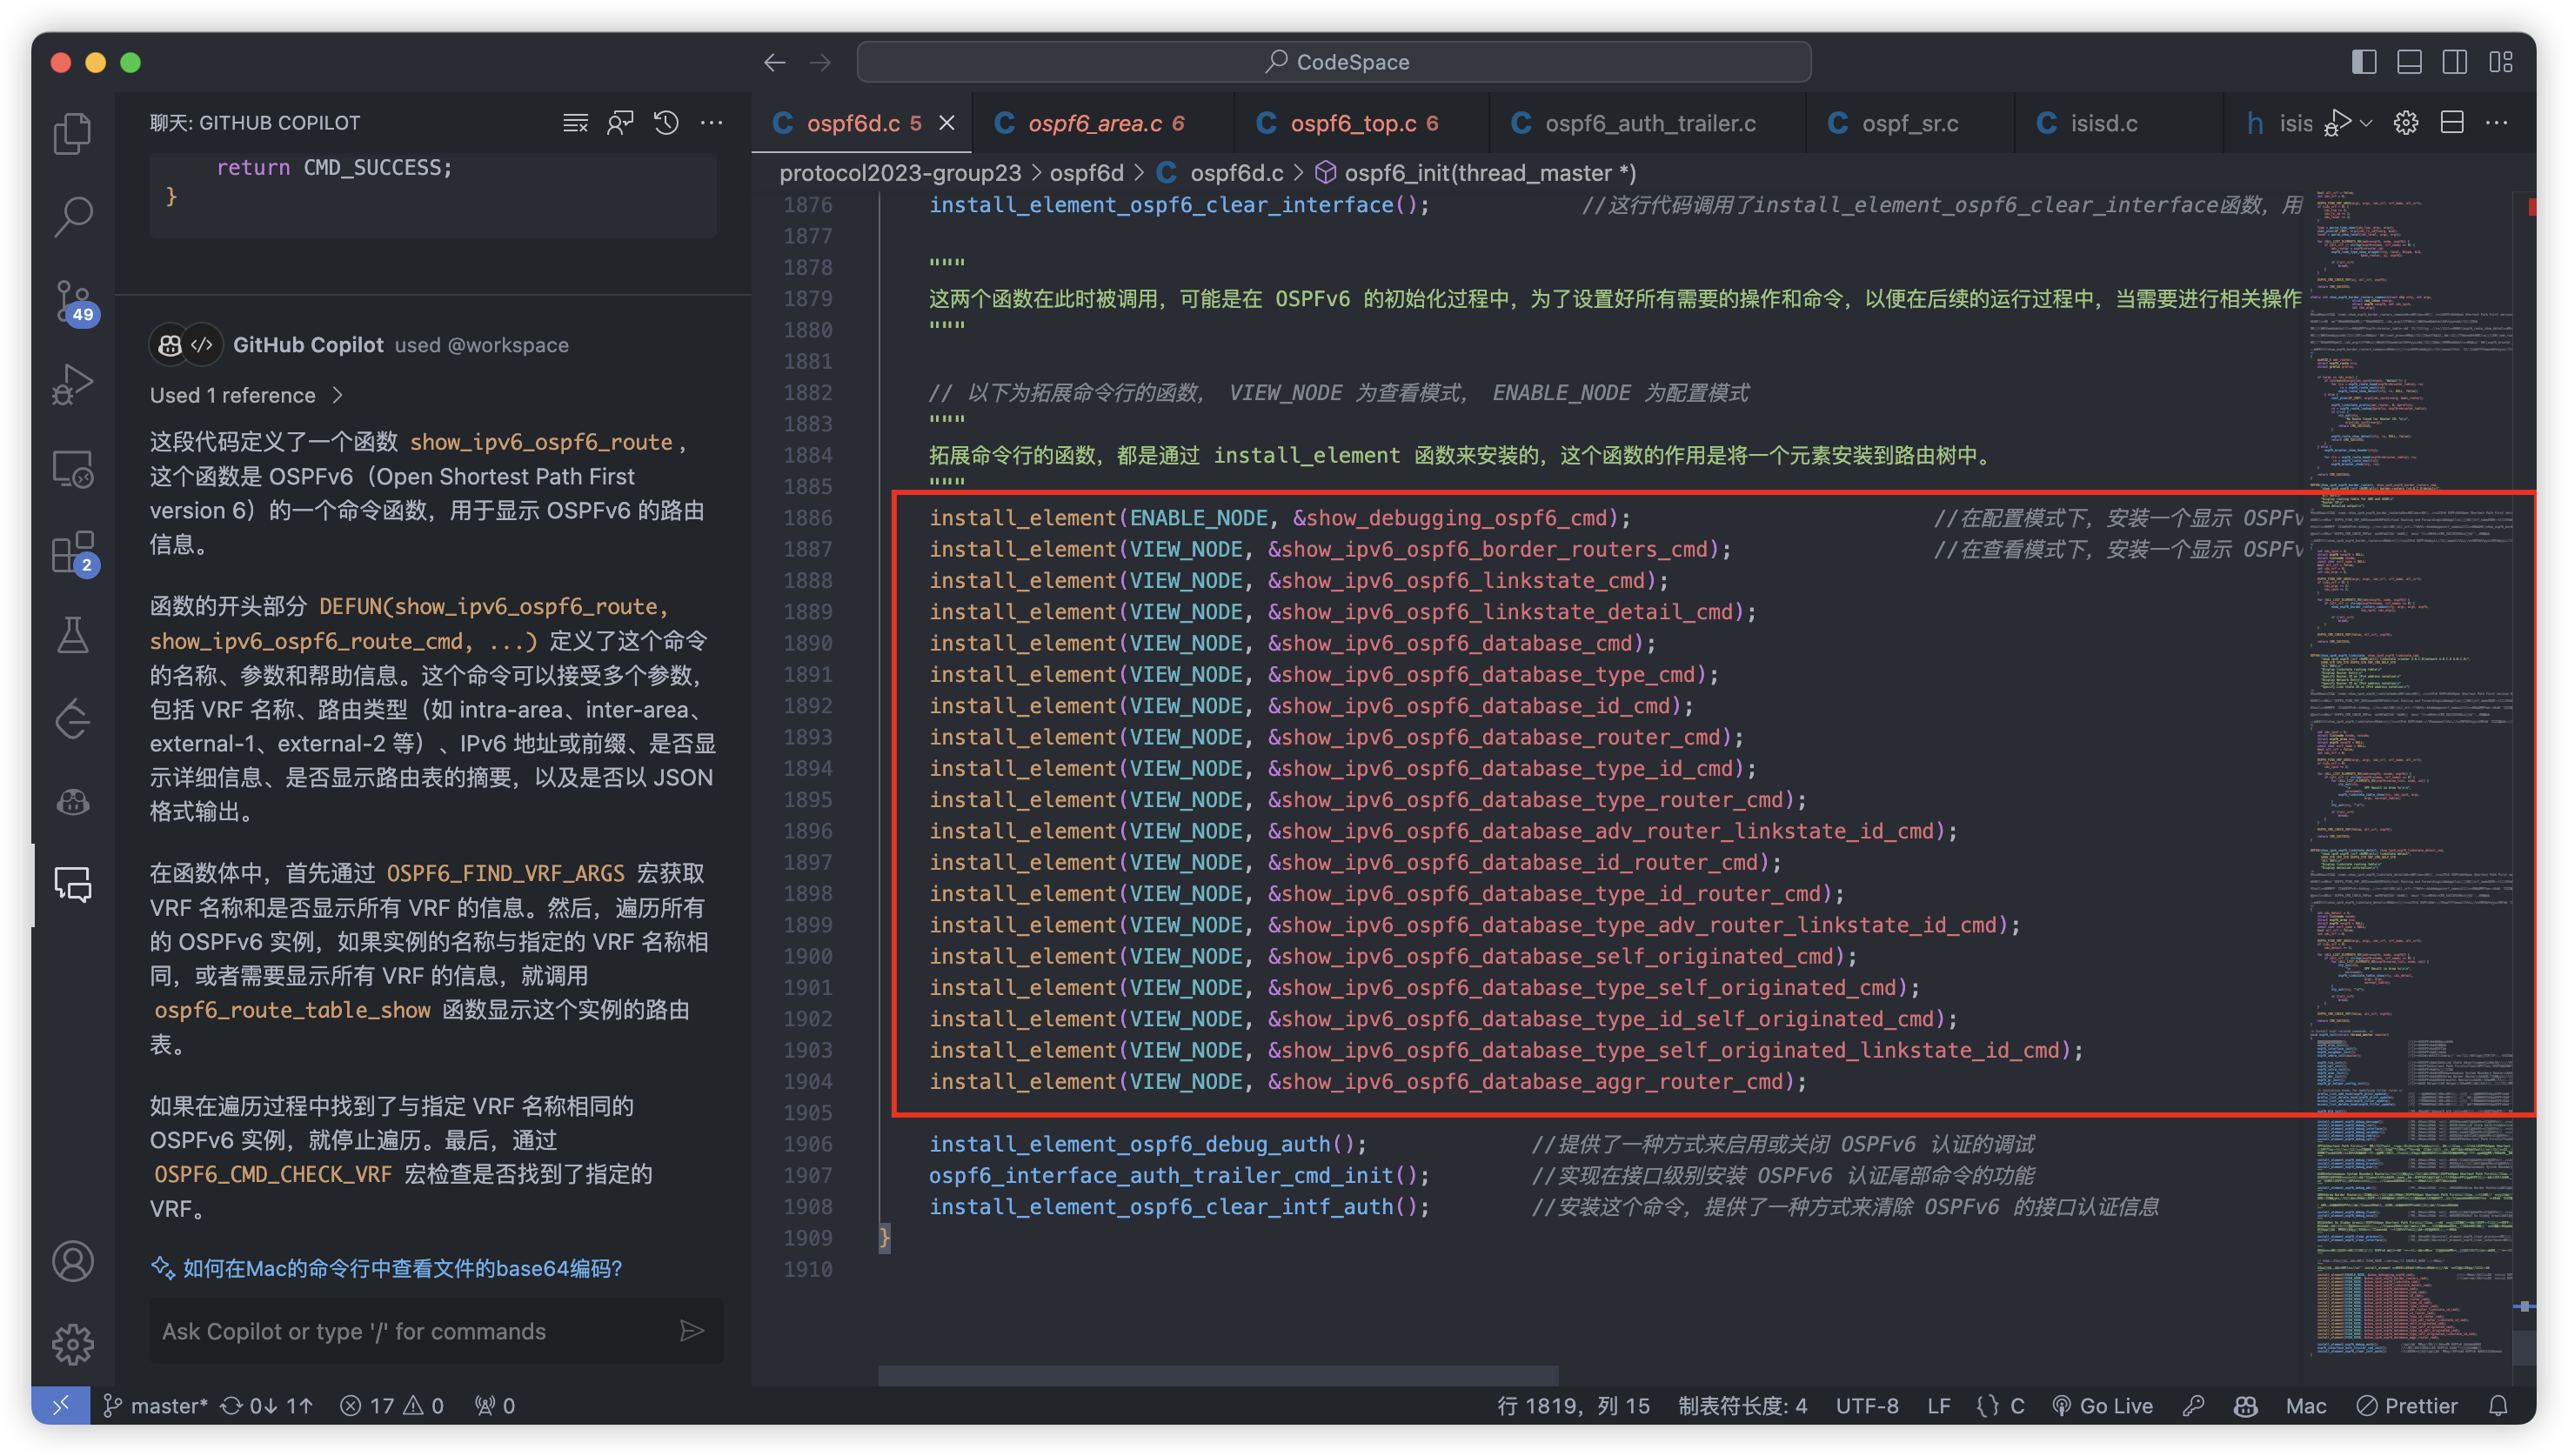 CodeSpace
聊天: GITHUB COPILOT
return CMD_SUCCESS;
}
GitHub Copilot used @workspace
Used 1 reference >
这段代码定义了一个函数 show_ipv6_ospf6_route ,
这个函数是 OSPFv6（Open Shortest Path First
version 6）的一个命令函数，用于显示 OSPFv6 的路由
信息。
函数的开头部分 DEFUN(show_ipv6_ospf6_route,
show_ipv6_ospf6_route_cmd, ...) 定义了这个命令
的名称、参数和帮助信息。这个命令可以接受多个参数，
包括 VRF 名称、路由类型（如 intra-area、inter-area、
external-1、external-2 等）、IPv6 地址或前缀、是否显
示详细信息、是否显示路由表的摘要，以及是否以 JSON
格式输出。
在函数体中，首先通过 OSPF6_FIND_VRF_ARGS 宏获取
VRF 名称和是否显示所有 VRF 的信息。然后，遍历所有
的 OSPFv6 实例，如果实例的名称与指定的 VRF 名称相
同，或者需要显示所有 VRF 的信息，就调用
ospf6_route_table_show 函数显示这个实例的路由
表。
如果在遍历过程中找到了与指定 VRF 名称相同的
OSPFv6 实例，就停止遍历。最后，通过
OSPF6_CMD_CHECK_VRF 宏检查是否找到了指定的
VRF。
如何在Mac的命令行中查看文件的base64编码?
Ask Copilot or type '/' for commands
49
2
C ospf6d.c 5
C ospf6_area.c 6
C ospf6_top.c 6
C ospf6_auth_trailer.c
C ospf_sr.c
C isisd.c
h isis
protocol2023-group23 > ospf6d > C ospf6d.c > ospf6_init(thread_master *)
1876 install_element_ospf6_clear_interface(); //这行代码调用了install_element_ospf6_clear_interface函数，用
1877
1878 """
1879 这两个函数在此时被调用，可能是在 OSPFv6 的初始化过程中，为了设置好所有需要的操作和命令，以便在后续的运行过程中，当需要进行相关操作
1880 """
1881
1882 // 以下为拓展命令行的函数， VIEW_NODE 为查看模式， ENABLE_NODE 为配置模式
1883 """
1884 拓展命令行的函数，都是通过 install_element 函数来安装的，这个函数的作用是将一个元素安装到路由树中。
1885 """
1886 install_element(ENABLE_NODE, &show_debugging_ospf6_cmd); //在配置模式下，安装一个显示 OSPFv
1887 install_element(VIEW_NODE, &show_ipv6_ospf6_border_routers_cmd); //在查看模式下，安装一个显示 OSPFv
1888 install_element(VIEW_NODE, &show_ipv6_ospf6_linkstate_cmd);
1889 install_element(VIEW_NODE, &show_ipv6_ospf6_linkstate_detail_cmd);
1890 install_element(VIEW_NODE, &show_ipv6_ospf6_database_cmd);
1891 install_element(VIEW_NODE, &show_ipv6_ospf6_database_type_cmd);
1892 install_element(VIEW_NODE, &show_ipv6_ospf6_database_id_cmd);
1893 install_element(VIEW_NODE, &show_ipv6_ospf6_database_router_cmd);
1894 install_element(VIEW_NODE, &show_ipv6_ospf6_database_type_id_cmd);
1895 install_element(VIEW_NODE, &show_ipv6_ospf6_database_type_router_cmd);
1896 install_element(VIEW_NODE, &show_ipv6_ospf6_database_adv_router_linkstate_id_cmd);
1897 install_element(VIEW_NODE, &show_ipv6_ospf6_database_id_router_cmd);
1898 install_element(VIEW_NODE, &show_ipv6_ospf6_database_type_id_router_cmd);
1899 install_element(VIEW_NODE, &show_ipv6_ospf6_database_type_adv_router_linkstate_id_cmd);
1900 install_element(VIEW_NODE, &show_ipv6_ospf6_database_self_originated_cmd);
1901 install_element(VIEW_NODE, &show_ipv6_ospf6_database_type_self_originated_cmd);
1902 install_element(VIEW_NODE, &show_ipv6_ospf6_database_type_id_self_originated_cmd);
1903 install_element(VIEW_NODE, &show_ipv6_ospf6_database_type_self_originated_linkstate_id_cmd);
1904 install_element(VIEW_NODE, &show_ipv6_ospf6_database_aggr_router_cmd);
1905
1906 install_element_ospf6_debug_auth(); //提供了一种方式来启用或关闭 OSPFv6 认证的调试
1907 ospf6_interface_auth_trailer_cmd_init(); //实现在接口级别安装 OSPFv6 认证尾部命令的功能
1908 install_element_ospf6_clear_intf_auth(); //安装这个命令，提供了一种方式来清除 OSPFv6 的接口认证信息
1909 }
1910
master* 0↓ 1↑ 17 0 0
行 1819，列 15 制表符长度: 4 UTF-8 LF {} C Go Live Mac Prettier